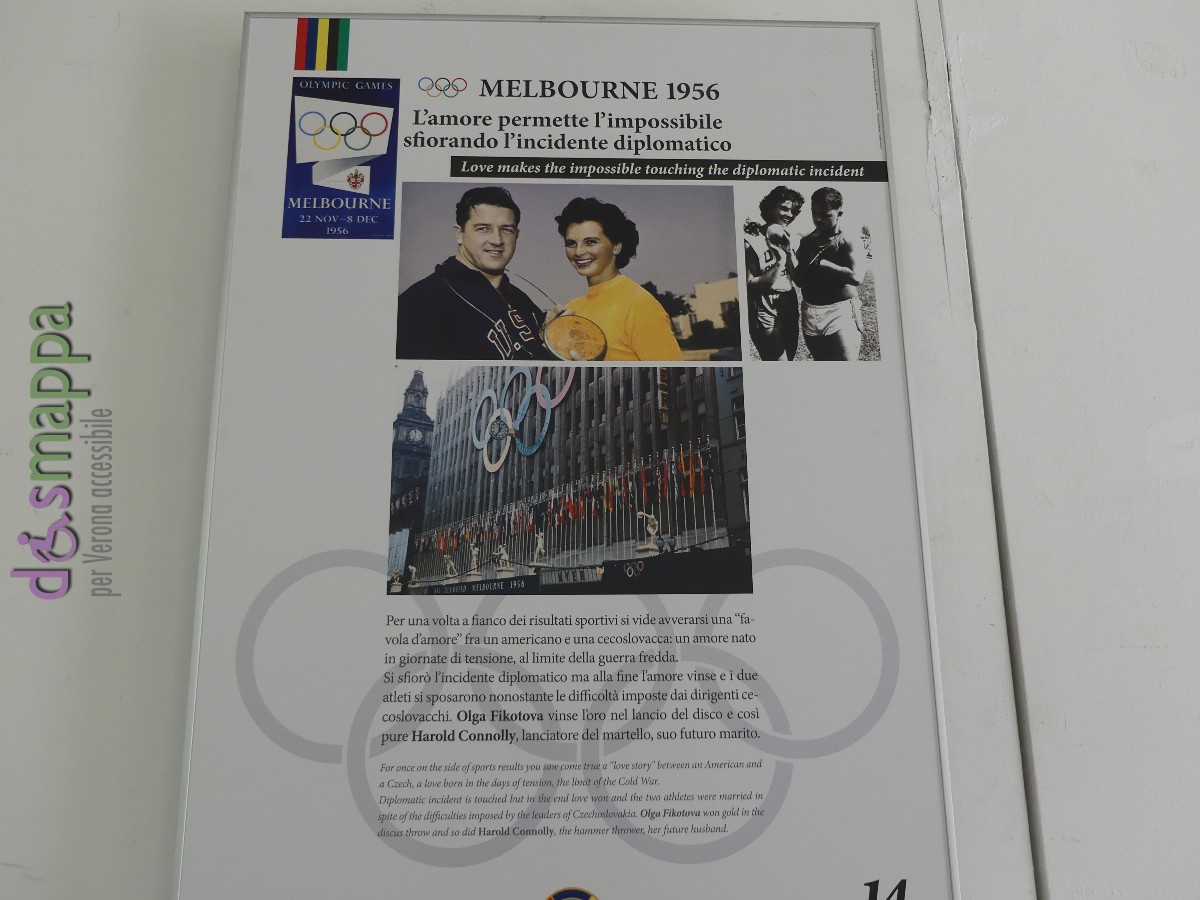 OLYMPIC GAMES
MELBOURNE
22 NOV–8 DEC
1956
MELBOURNE 1956
L'amore permette l'impossibile
sfiorando l'incidente diplomatico
Love makes the impossible touching the diplomatic incident
U.S
MELBOURNE 1956
Per una volta a fianco dei risultati sportivi si vide avverarsi una “fa-
vola d'amore” fra un americano e una cecoslovacca: un amore nato
in giornate di tensione, al limite della guerra fredda.
Si sfiorò l'incidente diplomatico ma alla fine l'amore vinse e i due
atleti si sposarono nonostante le difficoltà imposte dai dirigenti ce-
coslovacchi. Olga Fikotova vinse l'oro nel lancio del disco e così
pure Harold Connolly, lanciatore del martello, suo futuro marito.
For once on the side of sports results you saw come true a "love story" between an American and
a Czech, a love born in the days of tension, the limit of the Cold War.
Diplomatic incident is touched but in the end love won and the two athletes were married in
spite of the difficulties imposed by the leaders of Czechoslovakia. Olga Fikotova won gold in the
discus throw and so did Harold Connolly, the hammer thrower, her future husband.
14
dismappa
per Verona accessibile